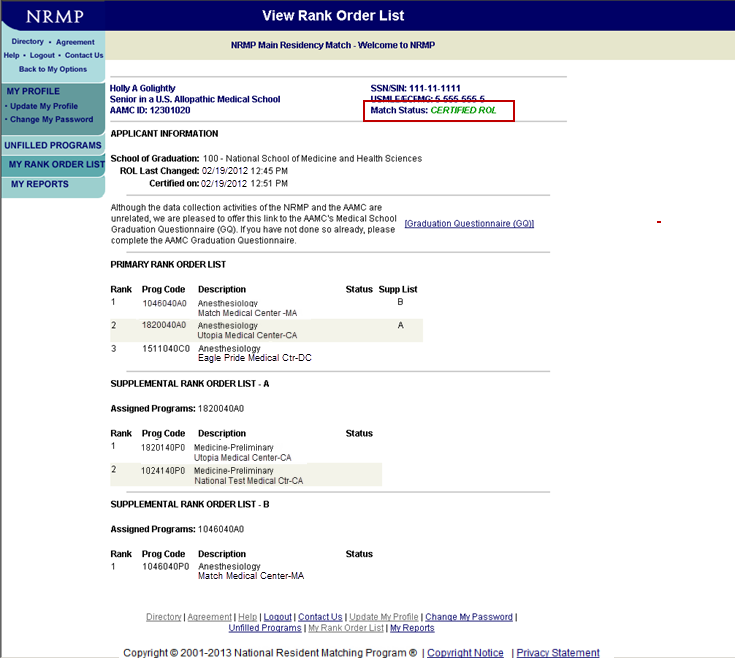 NRMP
View Rank Order List
Directory • Agreement
Help • Logout • Contact Us
Back to My Options
NRMP Main Residency Match - Welcome to NRMP
MY PROFILE
• Update My Profile
• Change My Password
UNFILLED PROGRAMS
MY RANK ORDER LIST
MY REPORTS
Holly A Golightly SSN/SIN: 111-11-1111
Senior in a U.S. Allopathic Medical School USMLE/ECFMG: 5-555-555-5
AAMC ID: 12301020 Match Status: CERTIFIED ROL
APPLICANT INFORMATION
School of Graduation: 100 - National School of Medicine and Health Sciences
ROL Last Changed: 02/19/2012 12:45 PM
Certified on: 02/19/2012 12:51 PM
Although the data collection activities of the NRMP and the AAMC are
unrelated, we are pleased to offer this link to the AAMC's Medical School
Graduation Questionnaire (GQ). If you have not done so already, please
complete the AAMC Graduation Questionnaire.
[Graduation Questionnaire (GQ)]
PRIMARY RANK ORDER LIST
Rank Prog Code Description Status Supp List
1 1046040A0 Anesthesiology B
Match Medical Center -MA
2 1820040A0 Anesthesiology A
Utopia Medical Center-CA
3 1511040C0 Anesthesiology
Eagle Pride Medical Ctr-DC
SUPPLEMENTAL RANK ORDER LIST - A
Assigned Programs: 1820040A0
Rank Prog Code Description Status
1 1820140P0 Medicine-Preliminary
Utopia Medical Center-CA
2 1024140P0 Medicine-Preliminary
National Test Medical Ctr-CA
SUPPLEMENTAL RANK ORDER LIST - B
Assigned Programs: 1046040A0
Rank Prog Code Description Status
1 1046040P0 Anesthesiology
Match Medical Center-MA
Directory | Agreement | Help | Logout | Contact Us | Update My Profile | Change My Password |
Unfilled Programs | My Rank Order List | My Reports
Copyright © 2001-2013 National Resident Matching Program ® | Copyright Notice | Privacy Statement